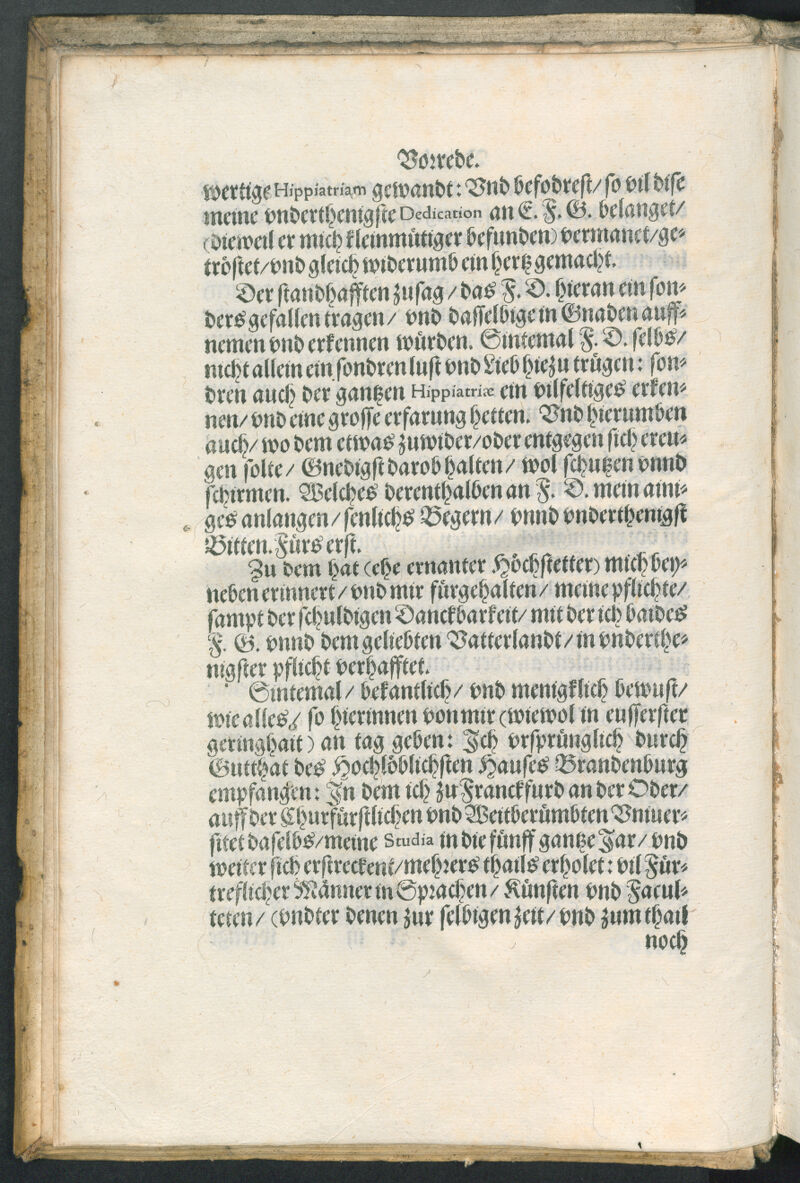 Vorrede.
wertige Hippiatriam gewandt: Vnd befodrest/ so vil dise
meine vnderthenigste Dedication an E. F. G. belanget/
(dieweil er mich kleinmütiger befunden) vermanet/ge⸗
tröstet/vnd gleich widerumb ein hertz gemacht.
Der standhafften zusag / das F. D. hieran ein son⸗
ders gefallen tragen / vnd dasselbige in Gnaden auff⸗
nemen vnd erkennen würden. Sintemal F. D. selbs/
nicht allein ein sondren lust vnd Lieb hiezu trügen: son⸗
dren auch der gantzen Hippiatriæ ein vilfeltiges erken⸗
nen/ vnd eine grosse erfarung hetten. Vnd hierumben
auch/ wo dem etwas zuwider/oder entgegen sich ereu⸗
gen solte / Gnedigst darob halten / wol schutzen vnnd
schirmen. Welches derenthalben an F. D. mein aini⸗
ges anlangen / senlichs Begern / vnnd vnderthenigst
Bitten. Fürs erst.
Zu dem hat (ehe ernanter Höchstetter) mich bey⸗
neben erinnert / vnd mir fürgehalten / meine pflichte/
sampt der schuldigen Danckbarkeit/ mit der ich baides
F. G. vnnd dem geliebten Vatterlandt / in vnderthe⸗
nigster pflicht verhafftet.
Sintemal / bekantlich / vnd menigklich bewust/
wie alles / so hierinnen von mir (wiewol in eusserster
geringhait) an tag geben: Ich vrsprünglich durch
Gutthat des Hochlöblichsten Hauses Brandenburg
empfangen: In dem ich zu Franckfurd an der Oder/
auff der Churfürstlichen vnd Weitberümbten Vniuer⸗
sitet daselbs/meine Studia in die fünff gantze Jar / vnd
weiter sich erstreckent/mehrers thails erholet: vil Für⸗
treflicher Männer in Sprachen / Künsten vnd Facul⸗
teten / (vndter denen zur selbigen zeit / vnd zum thail
noch